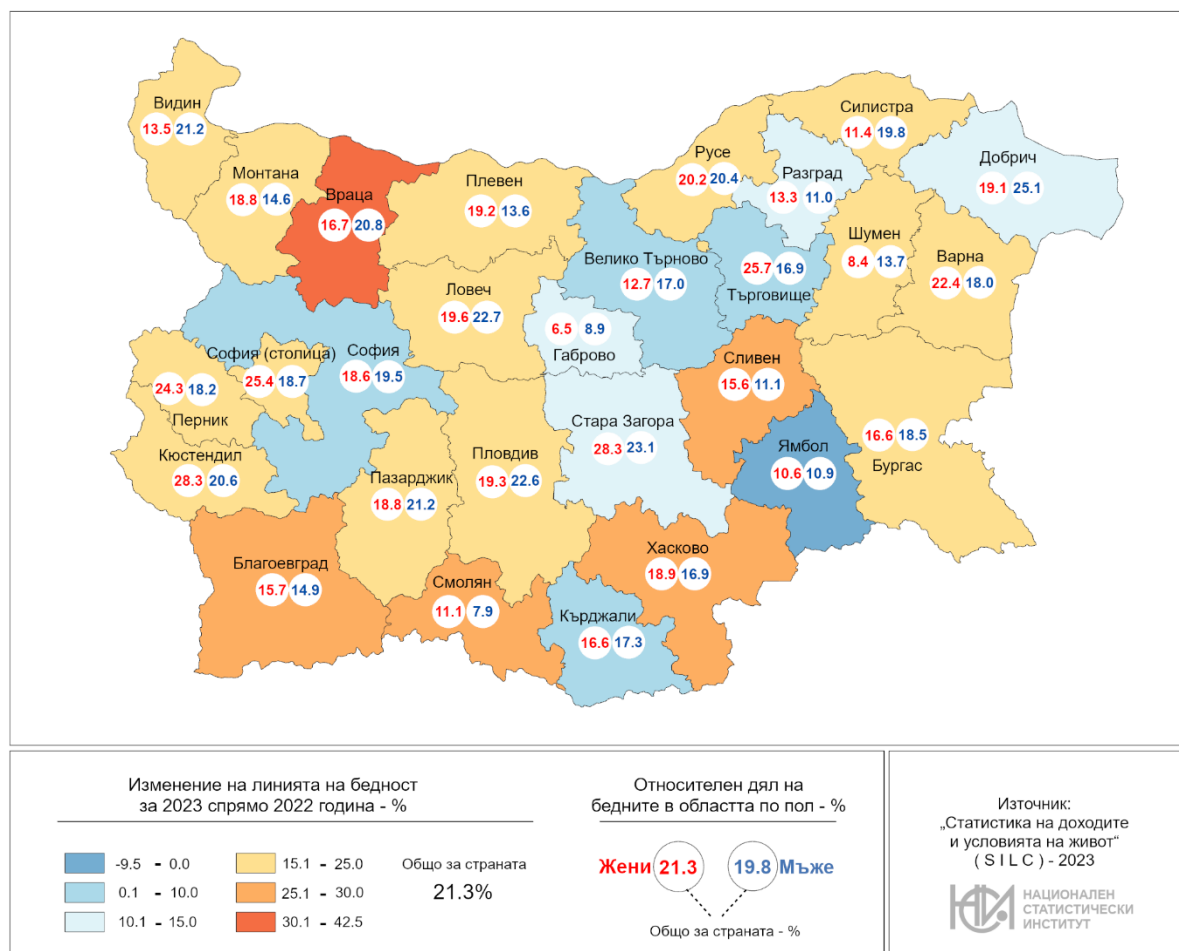 Видин
13.5 21.2
Монтана
18.8 14.6
Враца
16.7 20.8
Плевен
19.2 13.6
Русе
20.2 20.4
Силистра
11.4 19.8
Разград
13.3 11.0
Добрич
19.1 25.1
Шумен
8.4 13.7
Варна
22.4 18.0
Велико Търново
12.7 17.0
25.7 16.9
Търговище
Ловеч
19.6 22.7
6.5 8.9
Габрово
София (столица)
25.4 18.7
София
18.6 19.5
24.3 18.2
Перник
Сливен
15.6 11.1
Стара Загора
28.3 23.1
Ямбол
10.6 10.9
16.6 18.5
Бургас
Кюстендил
28.3 20.6
Пазарджик
18.8 21.2
Пловдив
19.3 22.6
Благоевград
15.7 14.9
Смолян
11.1 7.9
Хасково
18.9 16.9
Кърджали
16.6 17.3
Изменение на линията на бедност
за 2023 спрямо 2022 година - %
-9.5 - 0.0
0.1 - 10.0
10.1 - 15.0
15.1 - 25.0
25.1 - 30.0
30.1 - 42.5
Общо за страната
21.3%
Относителен дял на
бедните в областта по пол - %
Жени 21.3 19.8 Мъже
Общо за страната - %
Източник:
„Статистика на доходите
и условията на живот“
( S I L C ) - 2023
НАЦИОНАЛЕН
СТАТИСТИЧЕСКИ
ИНСТИТУТ